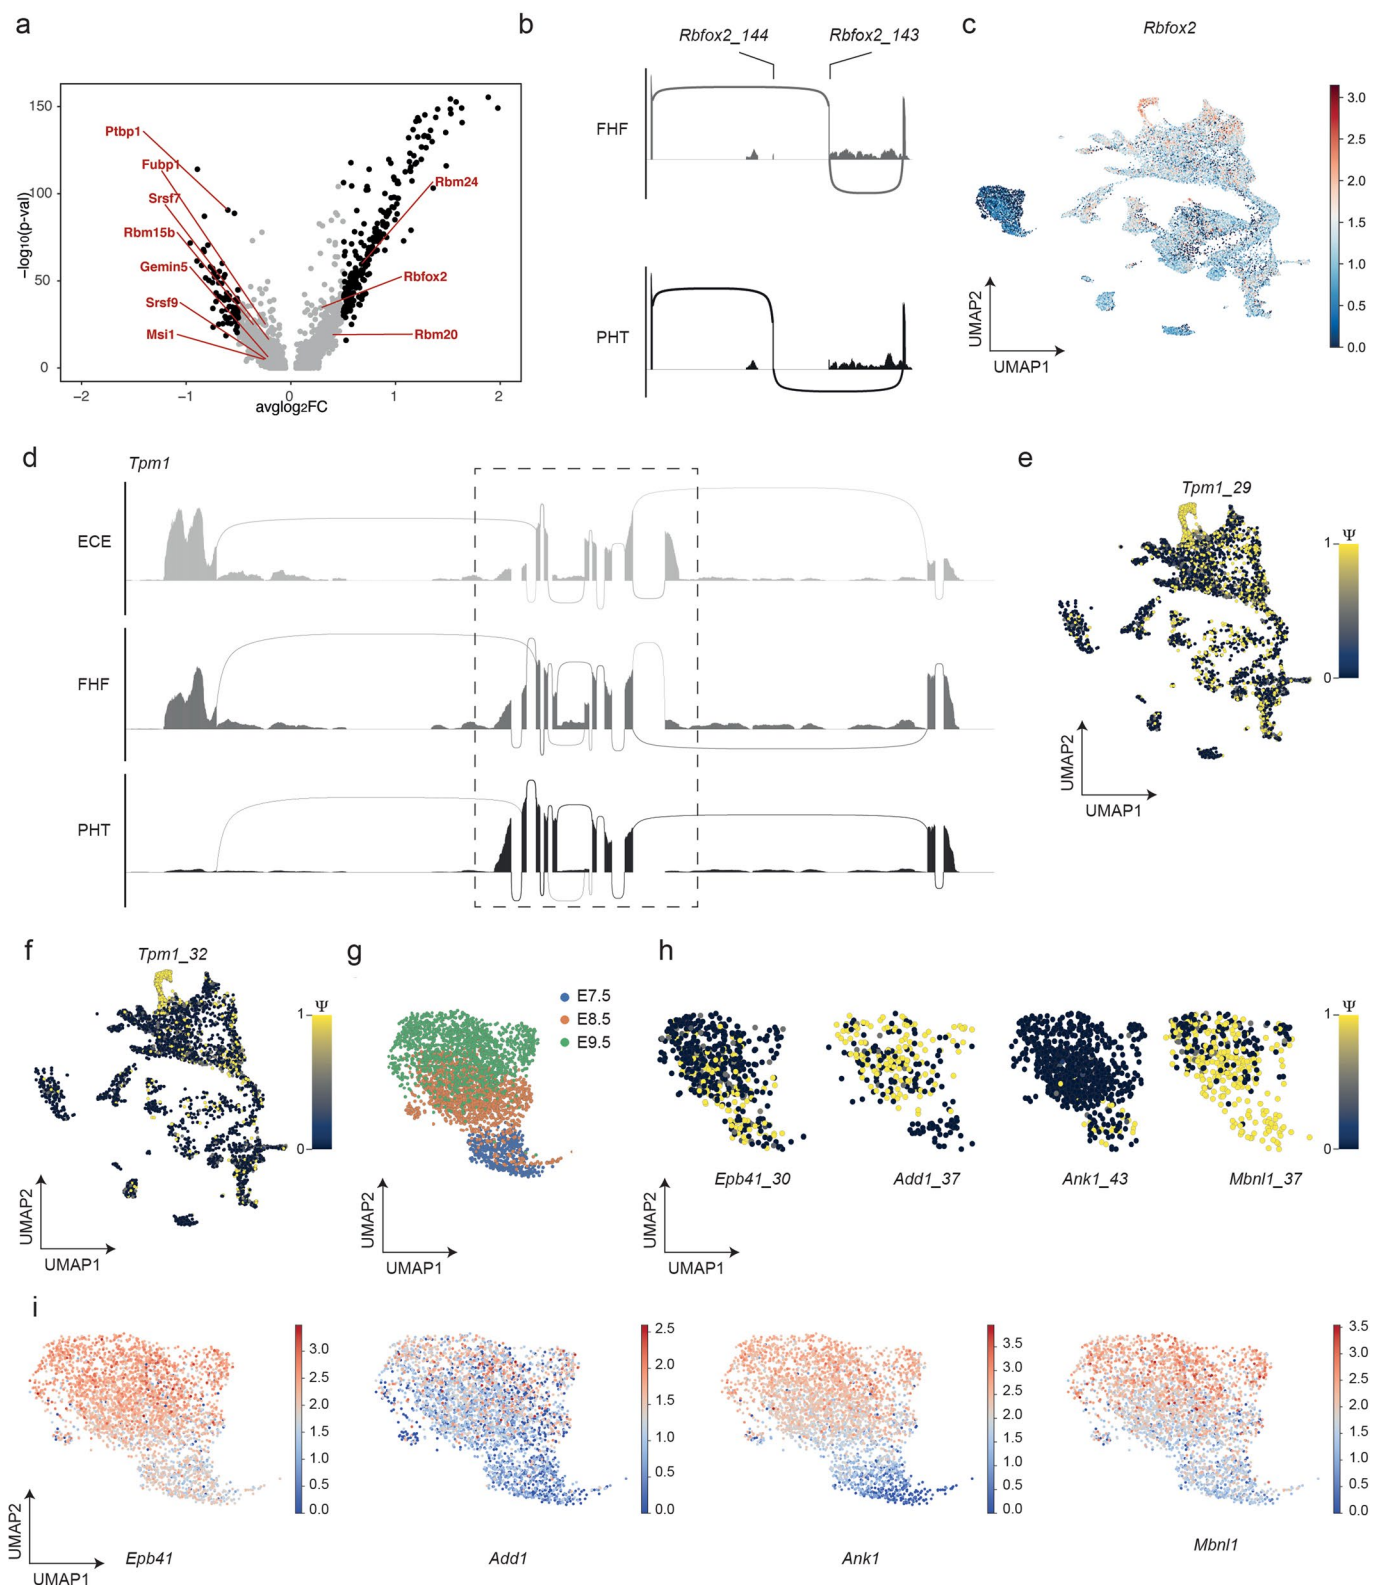 a
150
100
50
0
−log10(p-val)
Ptbp1
Fubp1
Srsf7
Rbm15b
Gemin5
Srsf9
Msi1
Rbm24
Rbfox2
Rbm20
−2
−1
0
1
2
avglog2FC
b
Rbfox2_144
Rbfox2_143
FHF
PHT
c
Rbfox2
3.0
2.5
2.0
1.5
1.0
0.5
0.0
UMAP2
UMAP1
d
Tpm1
ECE
FHF
PHT
e
Tpm1_29
Ψ
1
0
UMAP2
UMAP1
f
Tpm1_32
Ψ
1
0
UMAP2
UMAP1
g
E7.5
E8.5
E9.5
UMAP2
UMAP1
h
Ψ
1
0
Epb41_30
Add1_37
Ank1_43
Mbnl1_37
UMAP2
UMAP1
i
3.0
2.5
2.0
1.5
1.0
0.5
0.0
2.5
2.0
1.5
1.0
0.5
0.0
3.5
3.0
2.5
2.0
1.5
1.0
0.5
0.0
3.5
3.0
2.5
2.0
1.5
1.0
0.5
0.0
UMAP2
UMAP1
Epb41
Add1
Ank1
Mbnl1